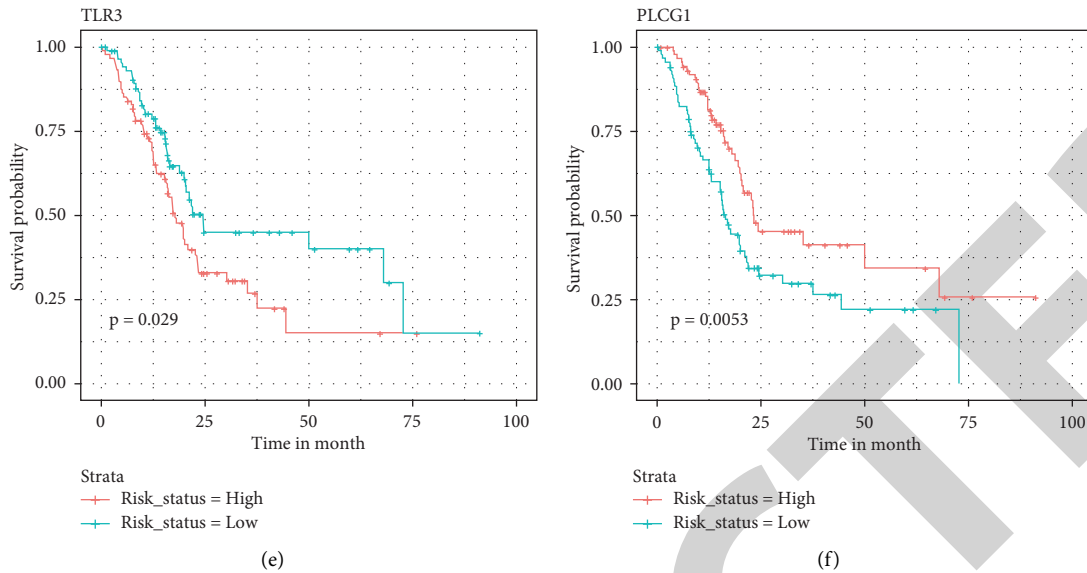 TLR3
1.00
0.75
0.50
0.25
0.00
Survival probability
p = 0.029
0 25 50 75 100
Time in month
Strata
Risk_status = High
Risk_status = Low
(e)
PLCG1
1.00
0.75
0.50
0.25
0.00
Survival probability
p = 0.0053
0 25 50 75 100
Time in month
Strata
Risk_status = High
Risk_status = Low
(f)